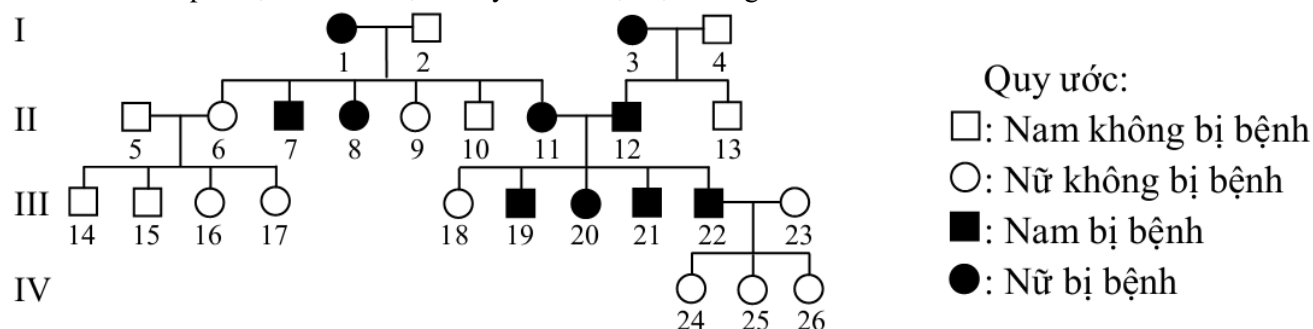 I
1 2 3 4
Quy ước:
II
5 6 7 8 9 10 11 12 13
: Nam không bị bệnh
: Nữ không bị bệnh
III
14 15 16 17 18 19 20 21 22 23
: Nam bị bệnh
: Nữ bị bệnh
IV
24 25 26